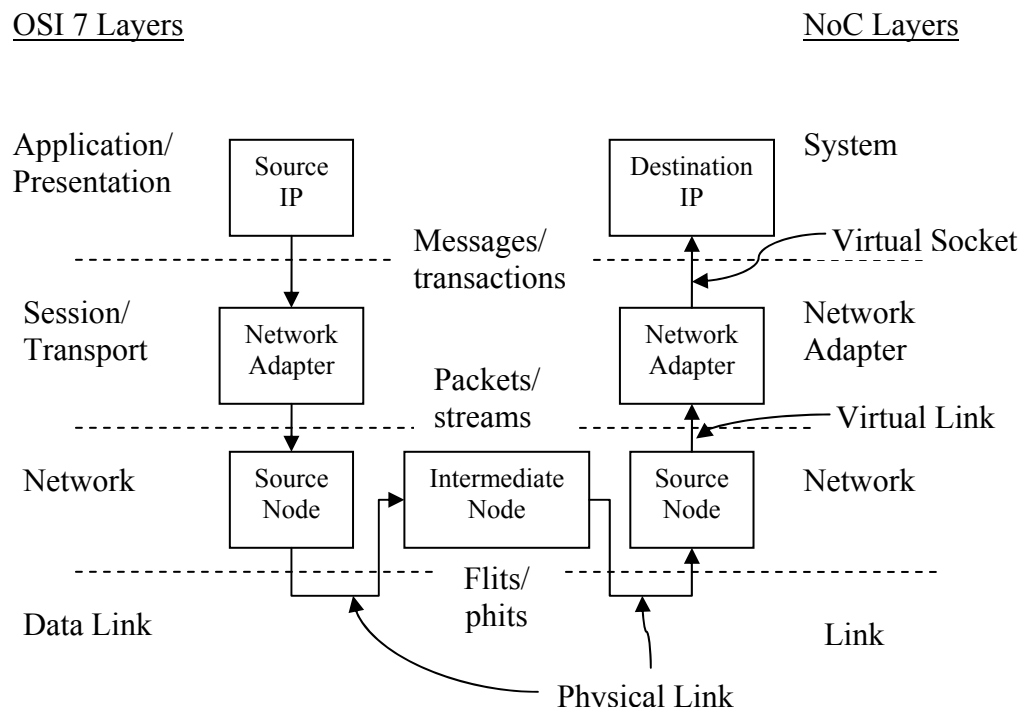 OSI 7 Layers
NoC Layers
Application/
Presentation
Source
IP
Destination
IP
System
Messages/
transactions
Virtual Socket
Session/
Transport
Network
Adapter
Network
Adapter
Network
Adapter
Packets/
streams
Virtual Link
Network
Source
Node
Intermediate
Node
Source
Node
Network
Flits/
phits
Data Link
Link
Physical Link